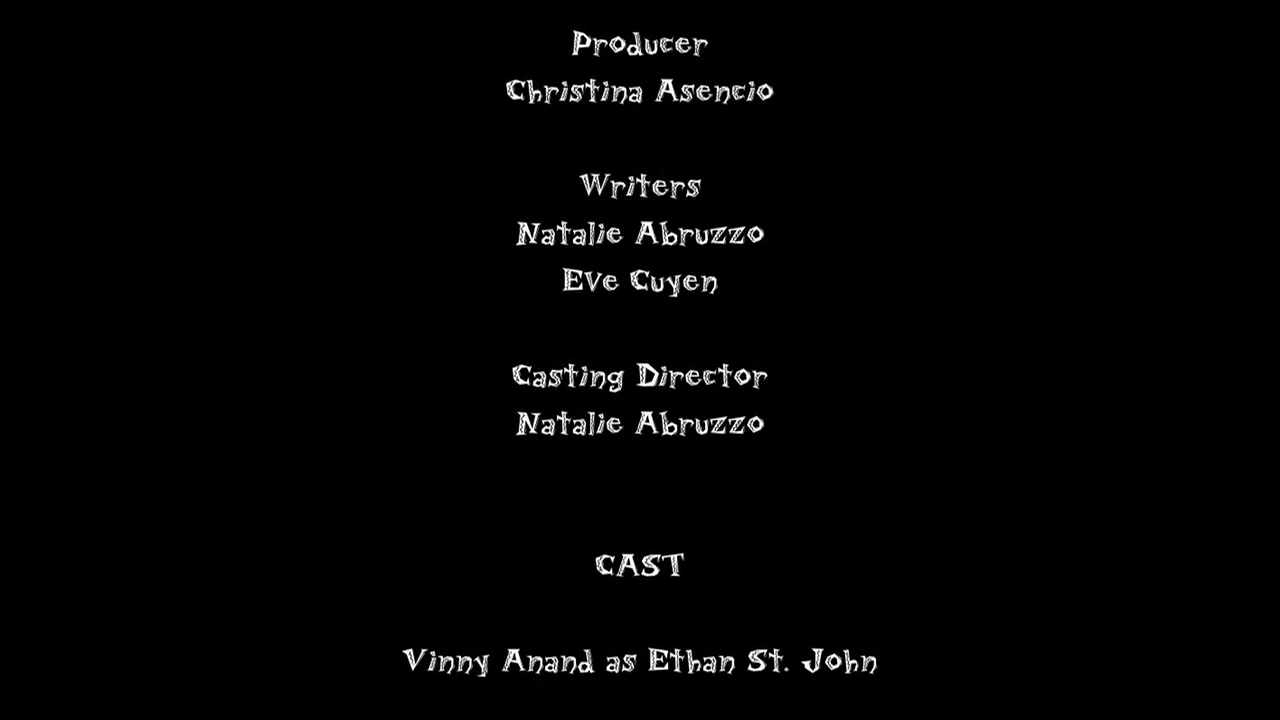 Producer
Christina Asencio
Writers
Natalie Abruzzo
Eve Cuyen
Casting Director
Natalie Abruzzo
CAST
Vinny Anand as Ethan St. John